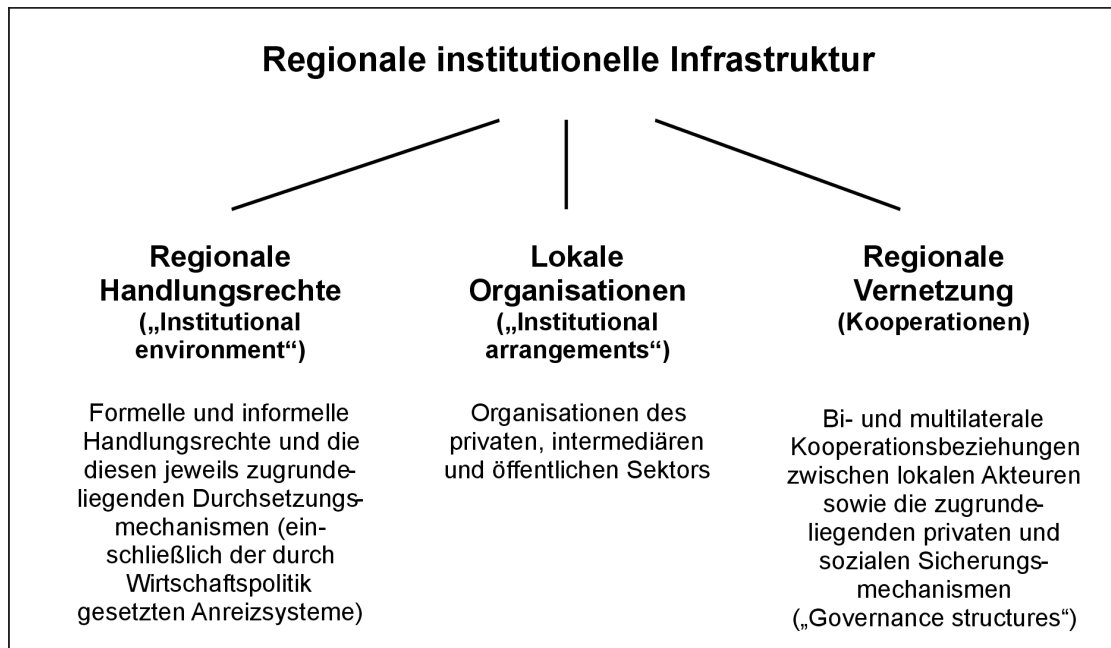 Regionale institutionelle Infrastruktur
Regionale
Handlungsrechte
(„Institutional
environment“)
Formelle und informelle
Handlungsrechte und die
diesen jeweils zugrunde-
liegenden Durchsetzungs-
mechanismen (ein-
schließlich der durch
Wirtschaftspolitik
gesetzten Anreizsysteme)
Lokale
Organisationen
(„Institutional
arrangements“)
Organisationen des
privaten, intermediären
und öffentlichen Sektors
Regionale
Vernetzung
(Kooperationen)
Bi- und multilaterale
Kooperationsbeziehungen
zwischen lokalen Akteuren
sowie die zugrunde-
liegenden privaten und
sozialen Sicherungs-
mechanismen
(„Governance structures“)